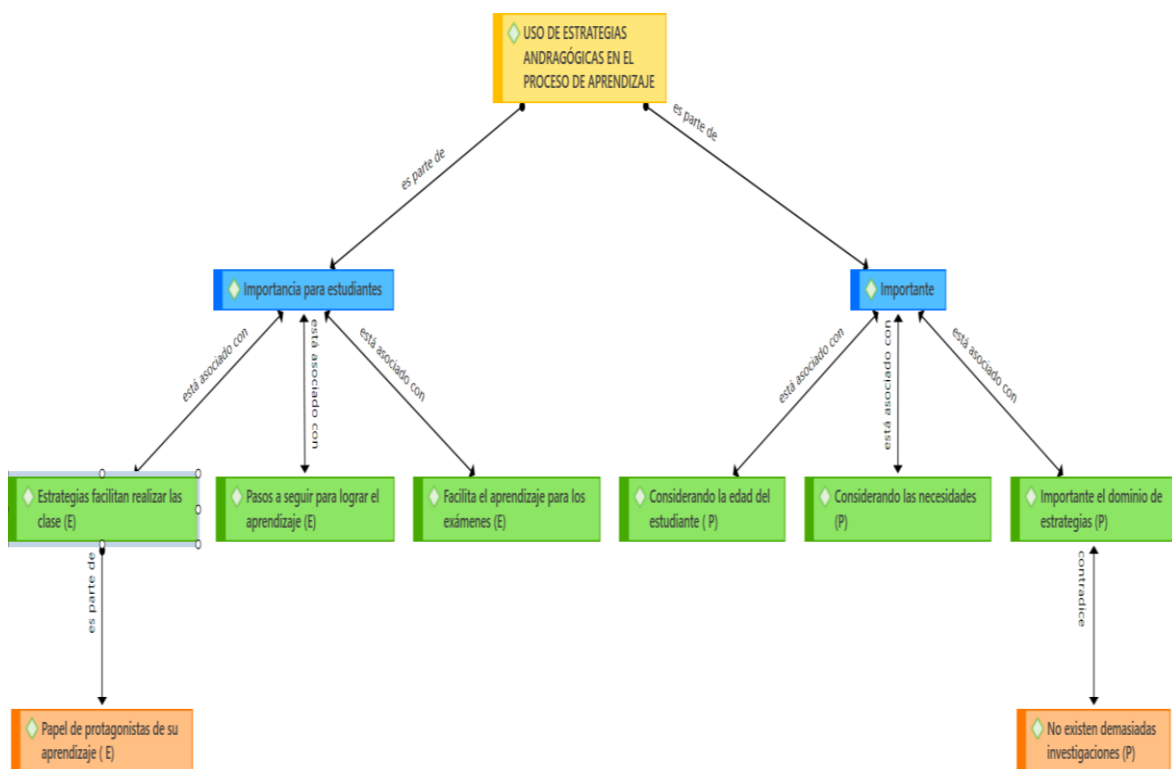 USO DE ESTRATEGIAS
ANDRAGÓGICAS EN EL
PROCESO DE APRENDIZAJE
es parte de
es parte de
Importancia para estudiantes
Importante
está asociado con
está asociado con
está asociado con
está asociado con
está asociado con
está asociado con
Estrategias facilitan realizar las
clase (E)
Pasos a seguir para lograr el
aprendizaje (E)
Facilita el aprendizaje para los
exámenes (E)
Considerando la edad del
estudiante ( P)
Considerando las necesidades
(P)
Importante el dominio de
estrategias (P)
es parte de
contradice
Papel de protagonistas de su
aprendizaje ( E)
No existen demasiadas
investigaciones (P)